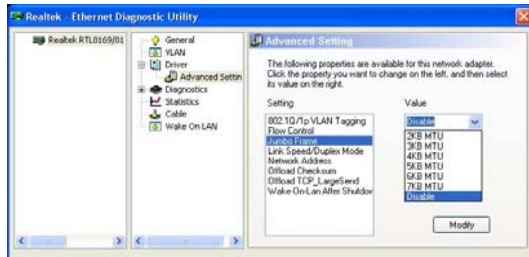 Realtek - Ethernet Diagnostic Utility
Realtek RTL8169/81
General
VLAN
Driver
Advanced Settin
Diagnostics
Statistics
Cable
Wake On LAN
Advanced Setting
The following properties are available for this network adapter.
Click the property you want to change on the left, and then select
its value on the right.
Setting
802.1Q/1p VLAN Tagging
Flow Control
Jumbo Frame
Link Speed/Duplex Mode
Network Address
Offload Checksum
Offload TCP_LargeSend
Wake-On-Lan After Shutdow
Value
Disable
2KB MTU
3KB MTU
4KB MTU
5KB MTU
6KB MTU
7KB MTU
Disable
Modify